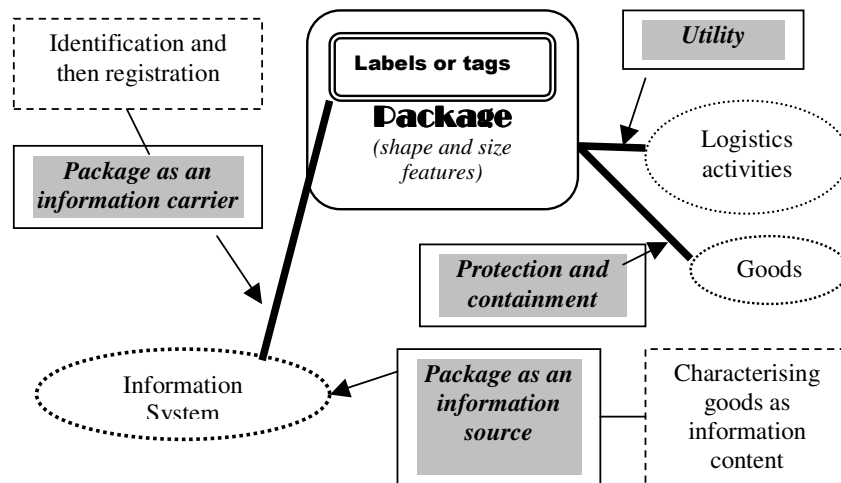 Identification and
then registration
Labels or tags
Package
(shape and size
features)
Utility
Logistics
activities
Package as an
information carrier
Protection and
containment
Goods
Information
System
Package as an
information
source
Characterising
goods as
information
content